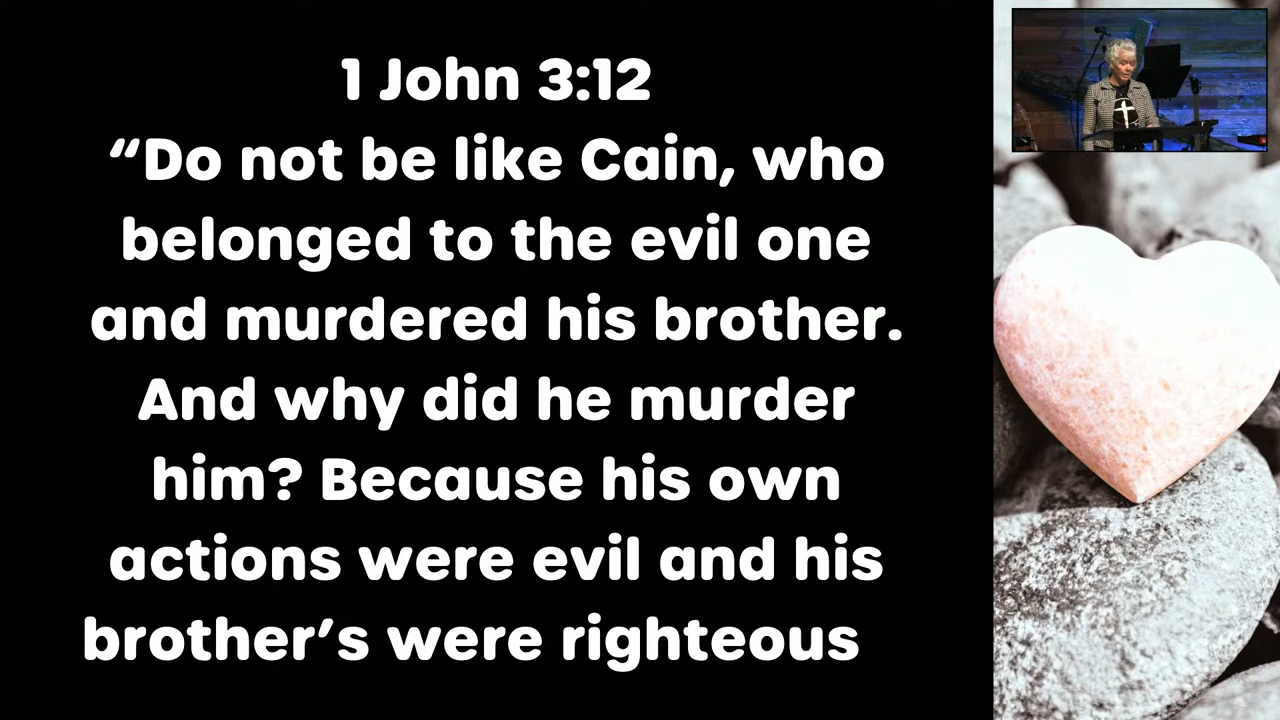 1 John 3:12
“Do not be like Cain, who
belonged to the evil one
and murdered his brother.
And why did he murder
him? Because his own
actions were evil and his
brother’s were righteous